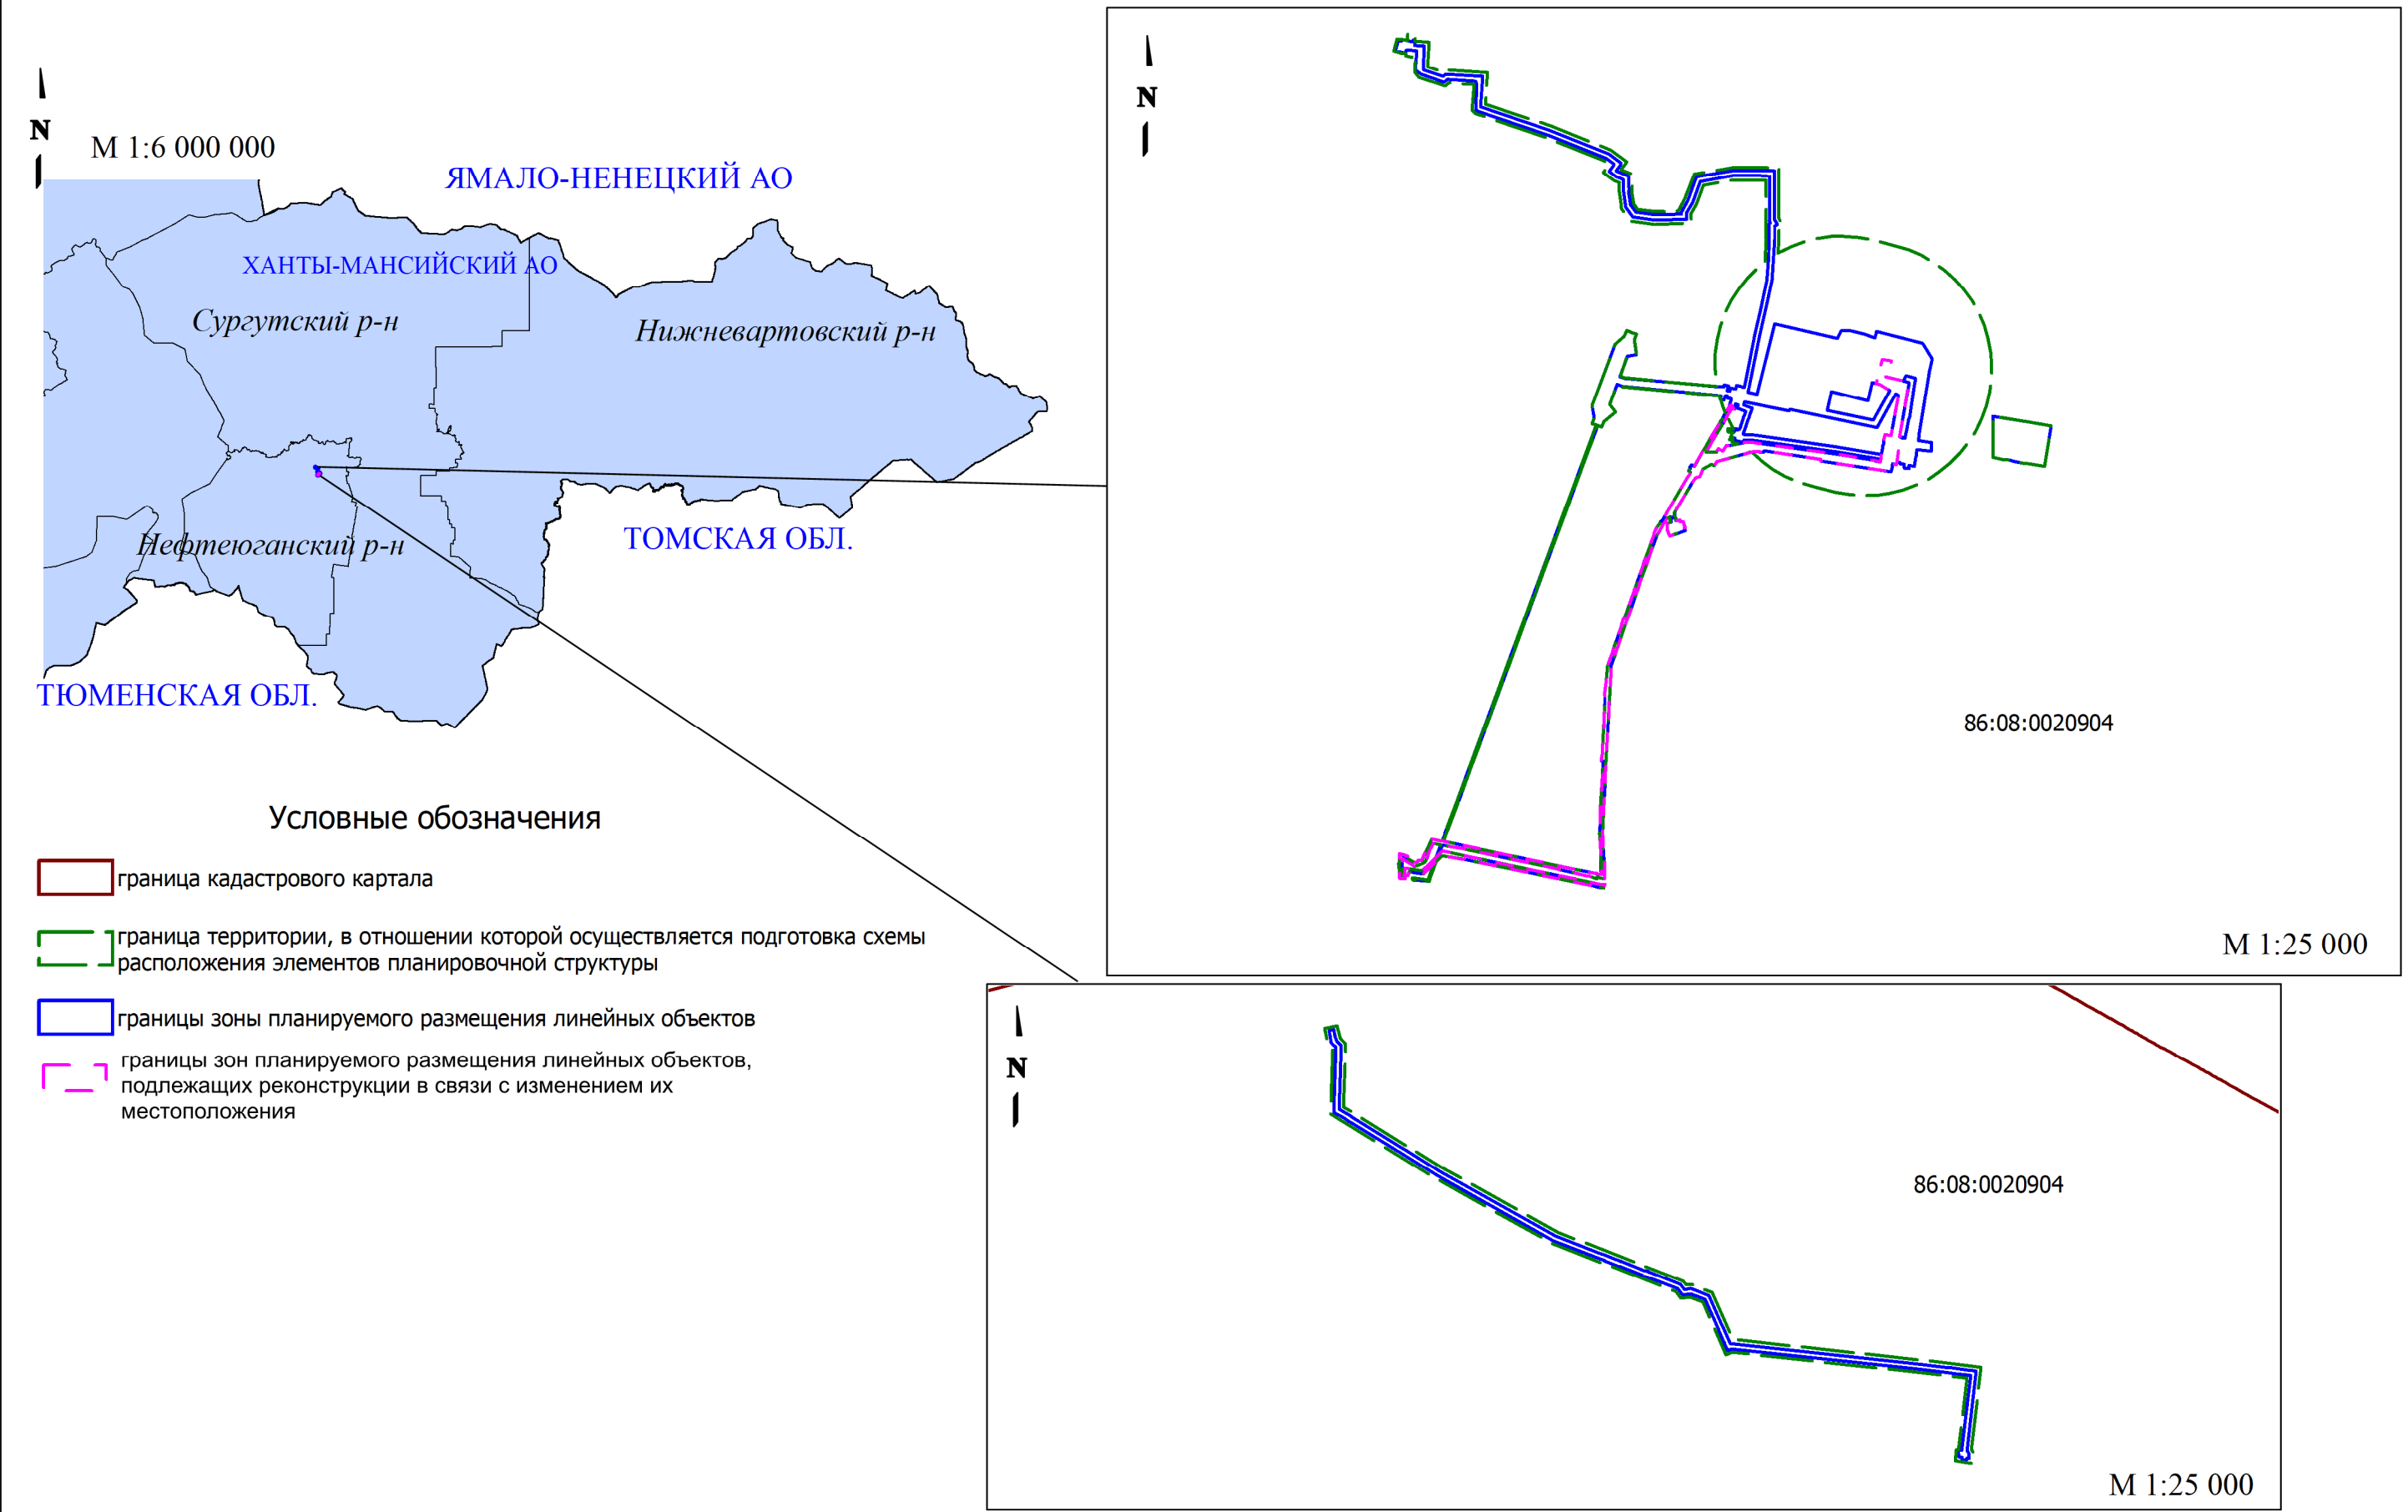 N
М 1:6 000 000
ЯМАЛО-НЕНЕЦКИЙ АО
ХАНТЫ-МАНСИЙСКИЙ АО
Сургутский р-н
Нижневартовский р-н
ТОМСКАЯ ОБЛ.
Нефтеюганский р-н
ТЮМЕНСКАЯ ОБЛ.
Условные обозначения
граница кадастрового картала
граница территории, в отношении которой осуществляется подготовка схемы
расположения элементов планировочной структуры
границы зоны планируемого размещения линейных объектов
границы зон планируемого размещения линейных объектов,
подлежащих реконструкции в связи с изменением их
местоположения
N
86:08:0020904
М 1:25 000
N
86:08:0020904
М 1:25 000